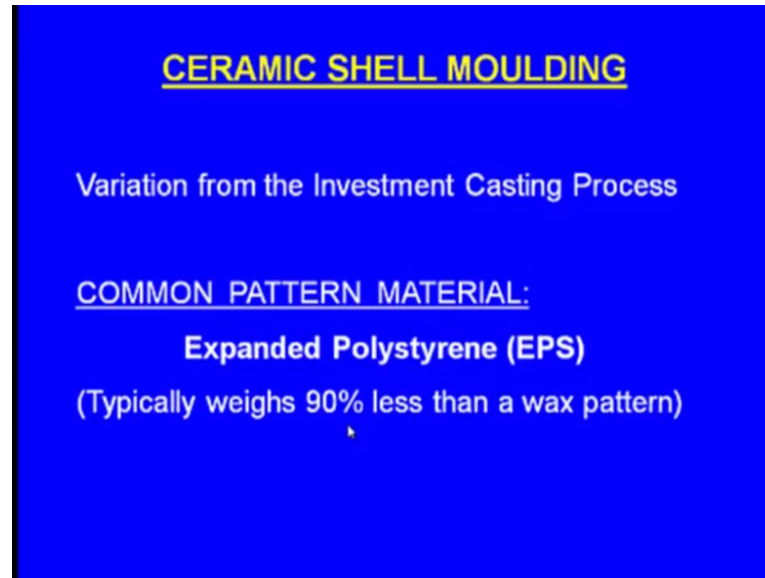 CERAMIC SHELL MOULDING
Variation from the Investment Casting Process
COMMON PATTERN MATERIAL:
Expanded Polystyrene (EPS)
(Typically weighs 90% less than a wax pattern)